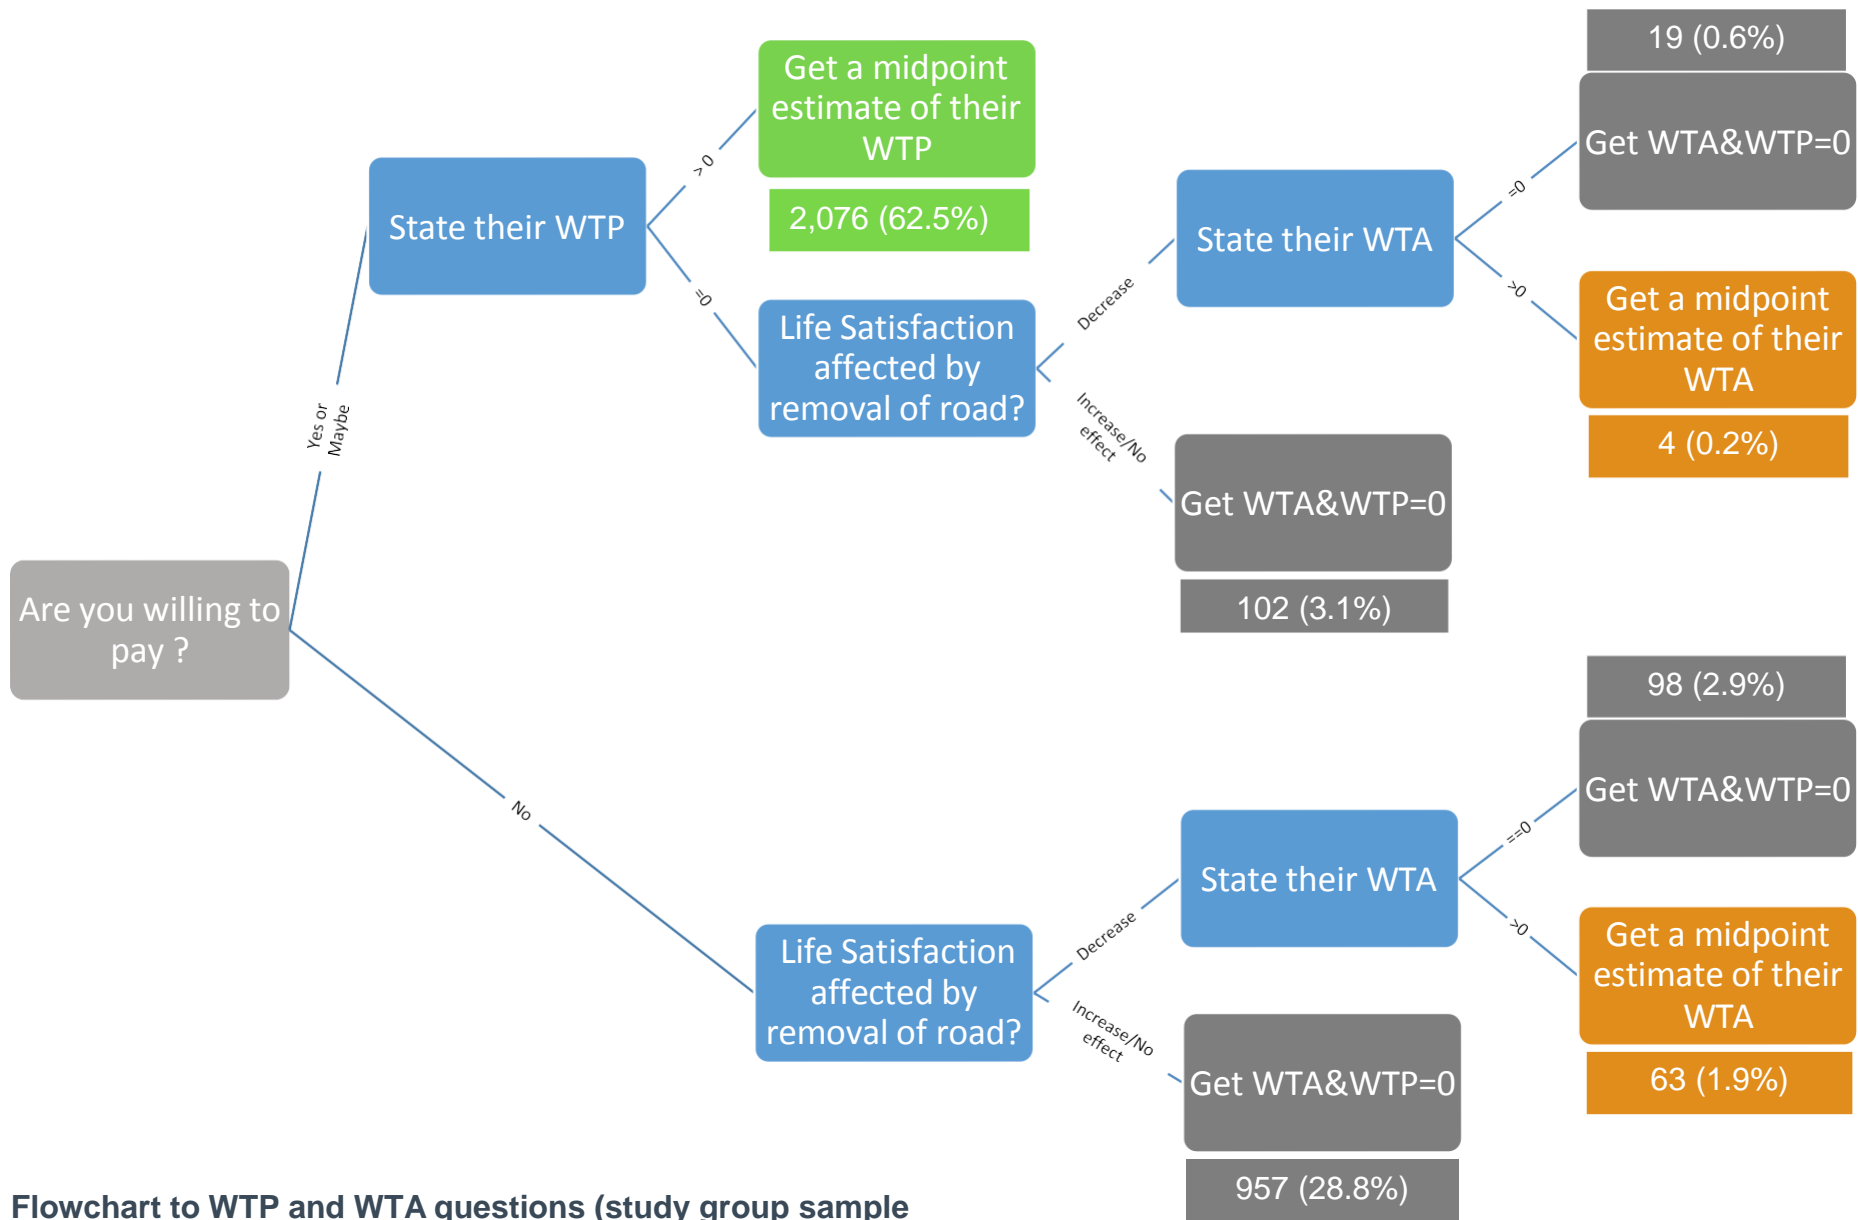 19 (0.6%)
Get WTA&WTP=0
Get a midpoint
estimate of their
WTP
2,076 (62.5%)
> 0
State their WTP
=0
Yes or
Maybe
Life Satisfaction
affected by
removal of road?
Decrease
State their WTA
=0
>0
Get a midpoint
estimate of their
WTA
4 (0.2%)
Increase/No
effect
Get WTA&WTP=0
102 (3.1%)
Are you willing to
pay ?
No
98 (2.9%)
Get WTA&WTP=0
==0
State their WTA
>0
Decrease
Life Satisfaction
affected by
removal of road?
Get a midpoint
estimate of their
WTA
63 (1.9%)
Increase/No
effect
Get WTA&WTP=0
957 (28.8%)
Flowchart to WTP and WTA questions (study group sample